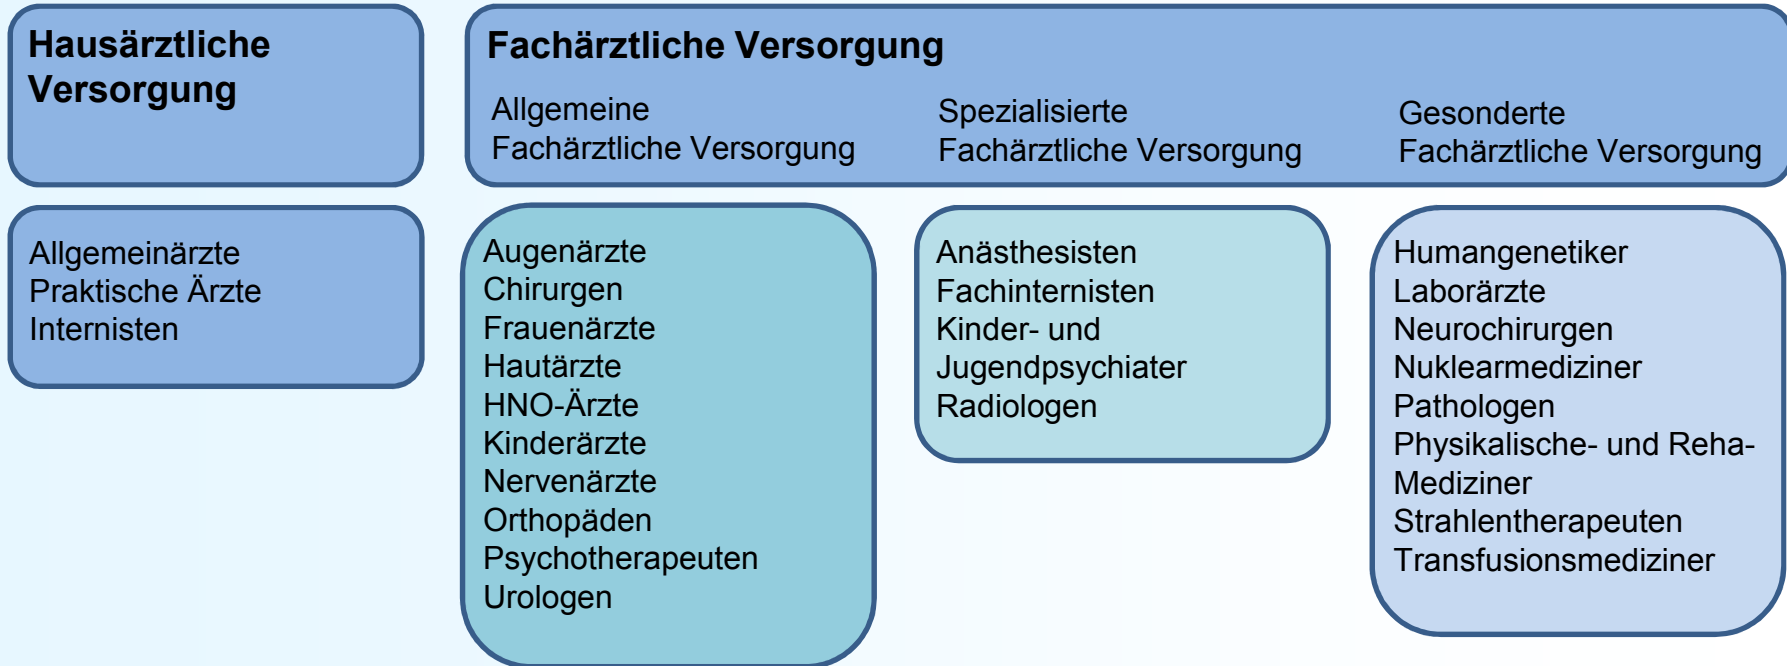 Hausärztliche
Versorgung
Fachärztliche Versorgung
Allgemeine
Fachärztliche Versorgung
Spezialisierte
Fachärztliche Versorgung
Gesonderte
Fachärztliche Versorgung
Allgemeinärzte
Praktische Ärzte
Internisten
Augenärzte
Chirurgen
Frauenärzte
Hautärzte
HNO-Ärzte
Kinderärzte
Nervenärzte
Orthopäden
Psychotherapeuten
Urologen
Anästhesisten
Fachinternisten
Kinder- und
Jugendpsychiater
Radiologen
Humangenetiker
Laborärzte
Neurochirurgen
Nuklearmediziner
Pathologen
Physikalische- und Reha-
Mediziner
Strahlentherapeuten
Transfusionsmediziner